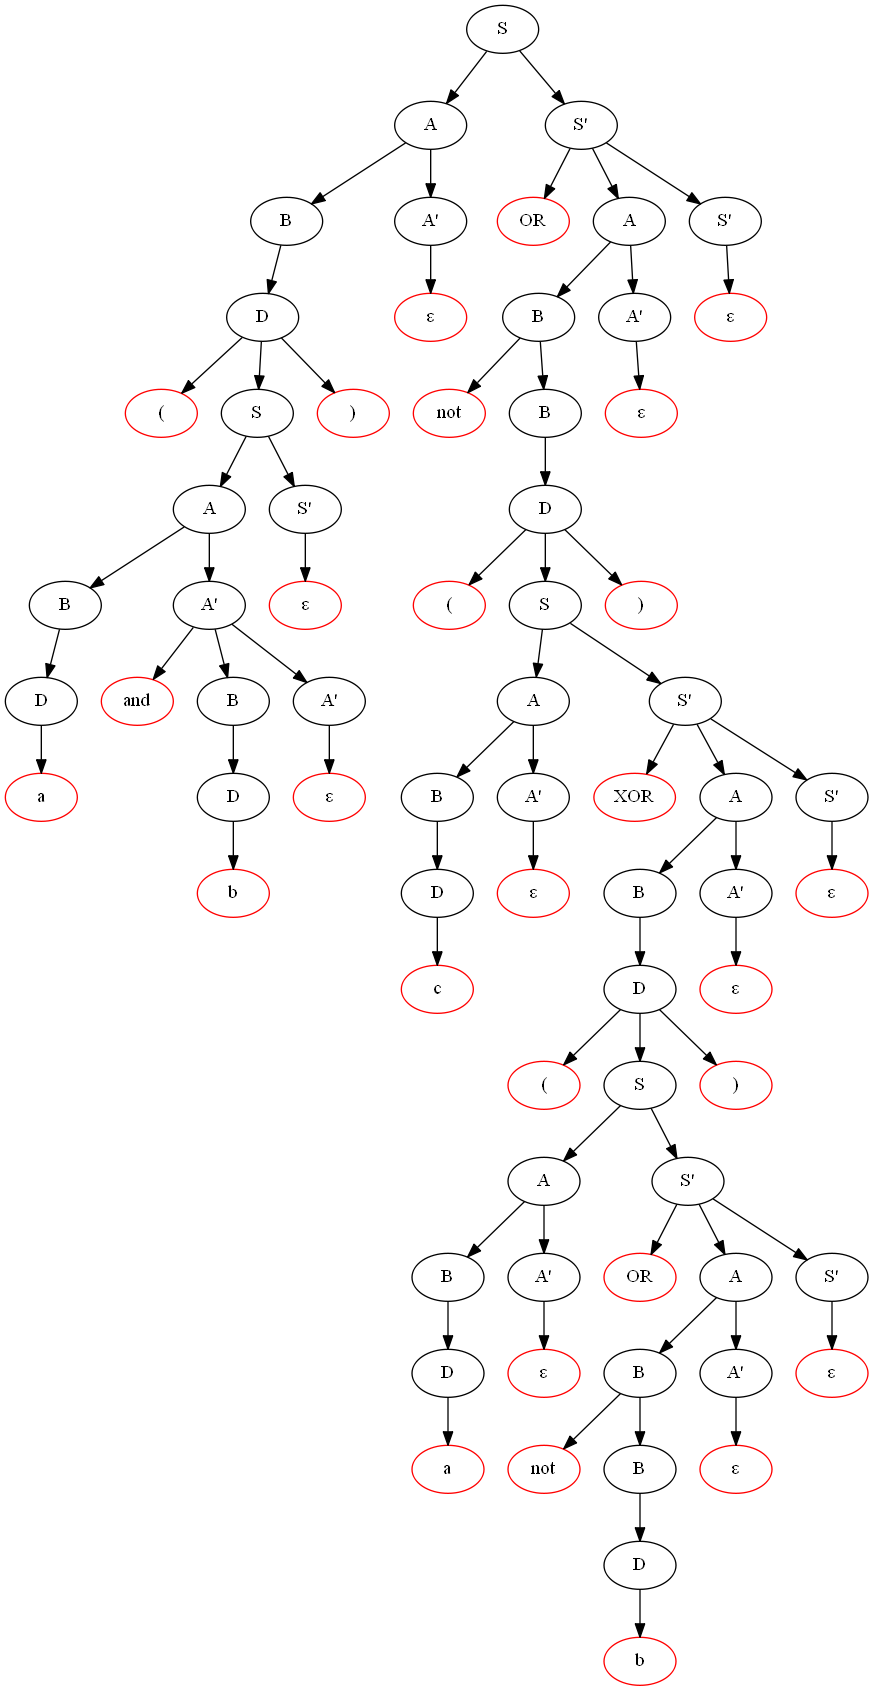 S
A S'
B A' OR A S'
D ε B A' ε
( S ) not B ε
A S' D
B A' ε ( S )
D and B A' A S'
a D ε B A' XOR A S'
b D ε B A' ε
c D ε
( S )
A S'
B A' OR A S'
D ε B A' ε
a not B ε
D
b